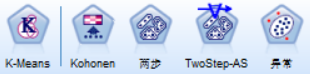 K-Means
Kohonen
两步
TwoStep-AS
异常